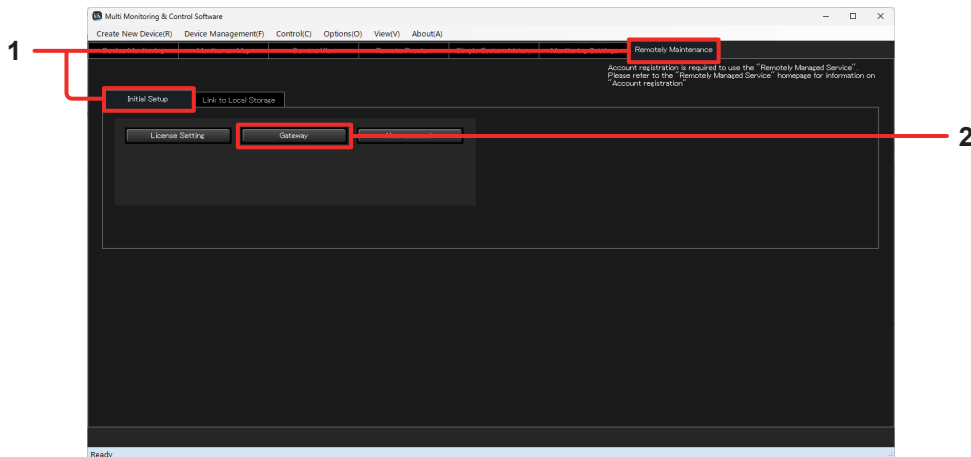 Multi Monitoring & Control Software
Create New Device(R) Device Management(F) Control(C) Options(O) View(V) About(A)
1
Remotely Maintenance
Account registration is required to use the "Remotely Managed Service".
Please refer to the "Remotely Managed Service" homepage for information on
"Account registration"
Initial Setup Link to Local Storage
License Setting Gateway
2
Ready